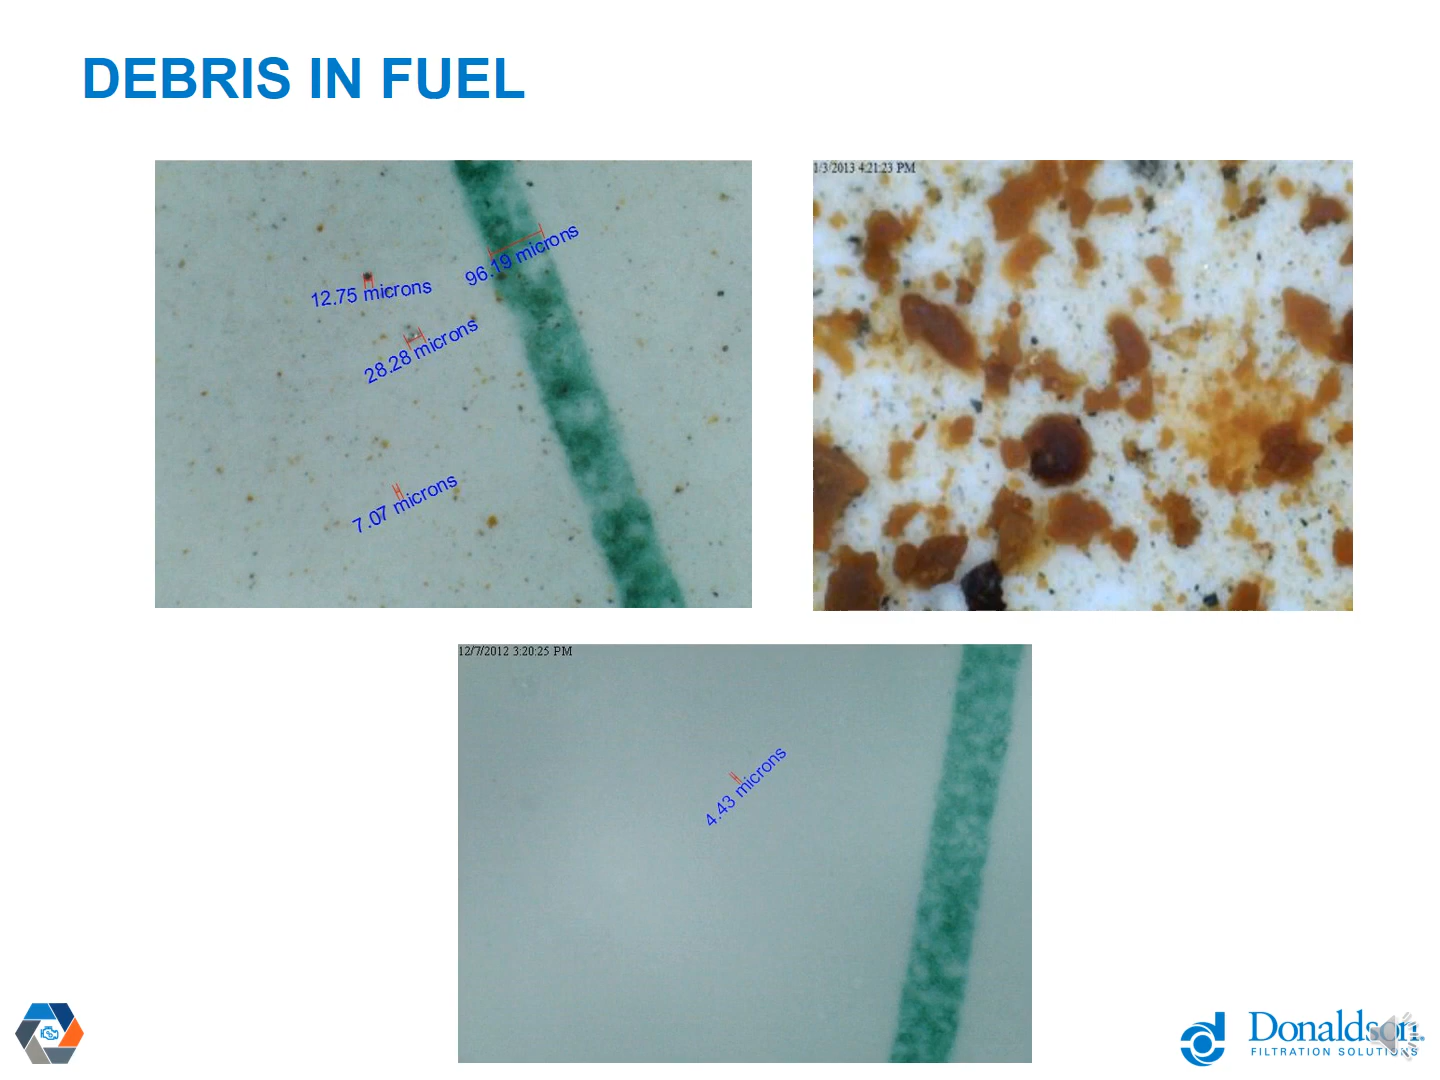 DEBRIS IN FUEL
96.19 microns
12.75 microns
28.28 microns
7.07 microns
1/3/2013 4:21:23 PM
12/7/2012 3:20:25 PM
4.43 microns
Donaldson.
FILTRATION SOLUTIONS